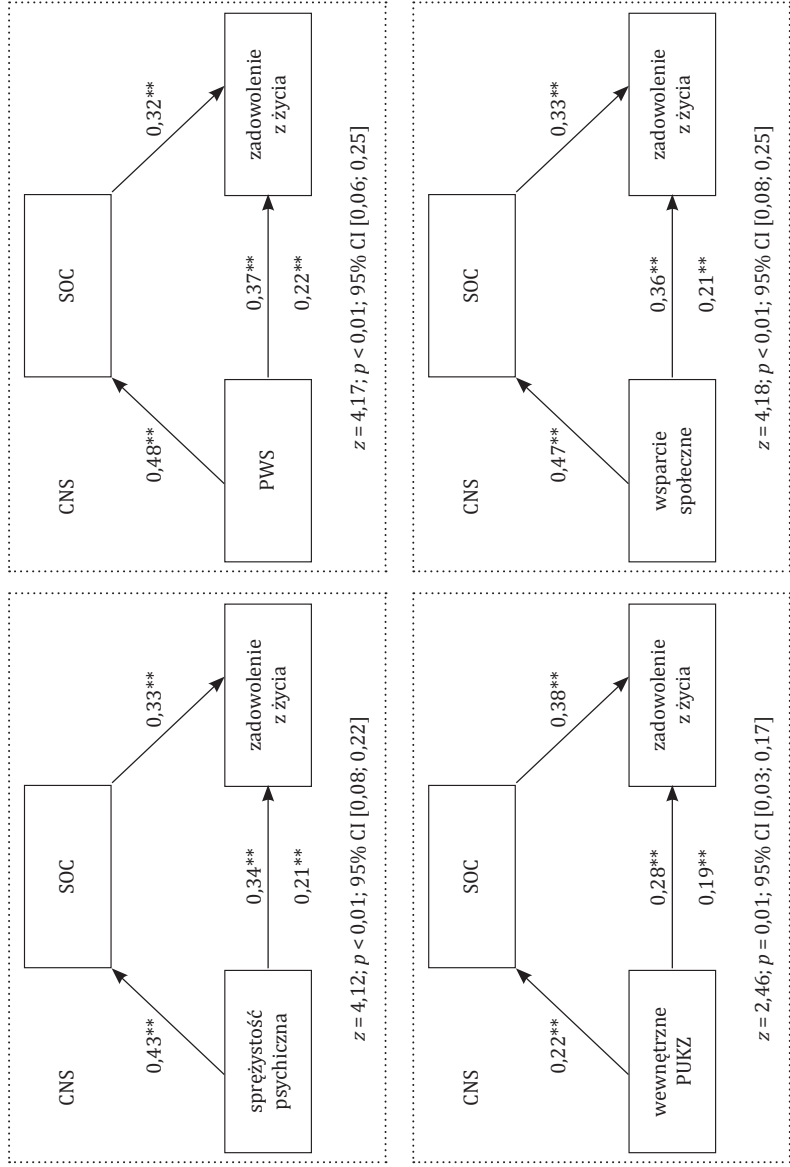 CNS
SOC
0,43**
0,33**
sprężystość
psychiczna
0,34**
0,21**
zadowolenie
z życia
z = 4,12; p < 0,01; 95% CI [0,08; 0,22]
CNS
SOC
0,48**
0,32**
PWS
0,37**
0,22**
zadowolenie
z życia
z = 4,17; p < 0,01; 95% CI [0,06; 0,25]
CNS
SOC
0,22**
0,38**
wewnętrzne
PUKZ
0,28**
0,19**
zadowolenie
z życia
z = 2,46; p = 0,01; 95% CI [0,03; 0,17]
CNS
SOC
0,47**
0,33**
wsparcie
społeczne
0,36**
0,21**
zadowolenie
z życia
z = 4,18; p < 0,01; 95% CI [0,08; 0,25]